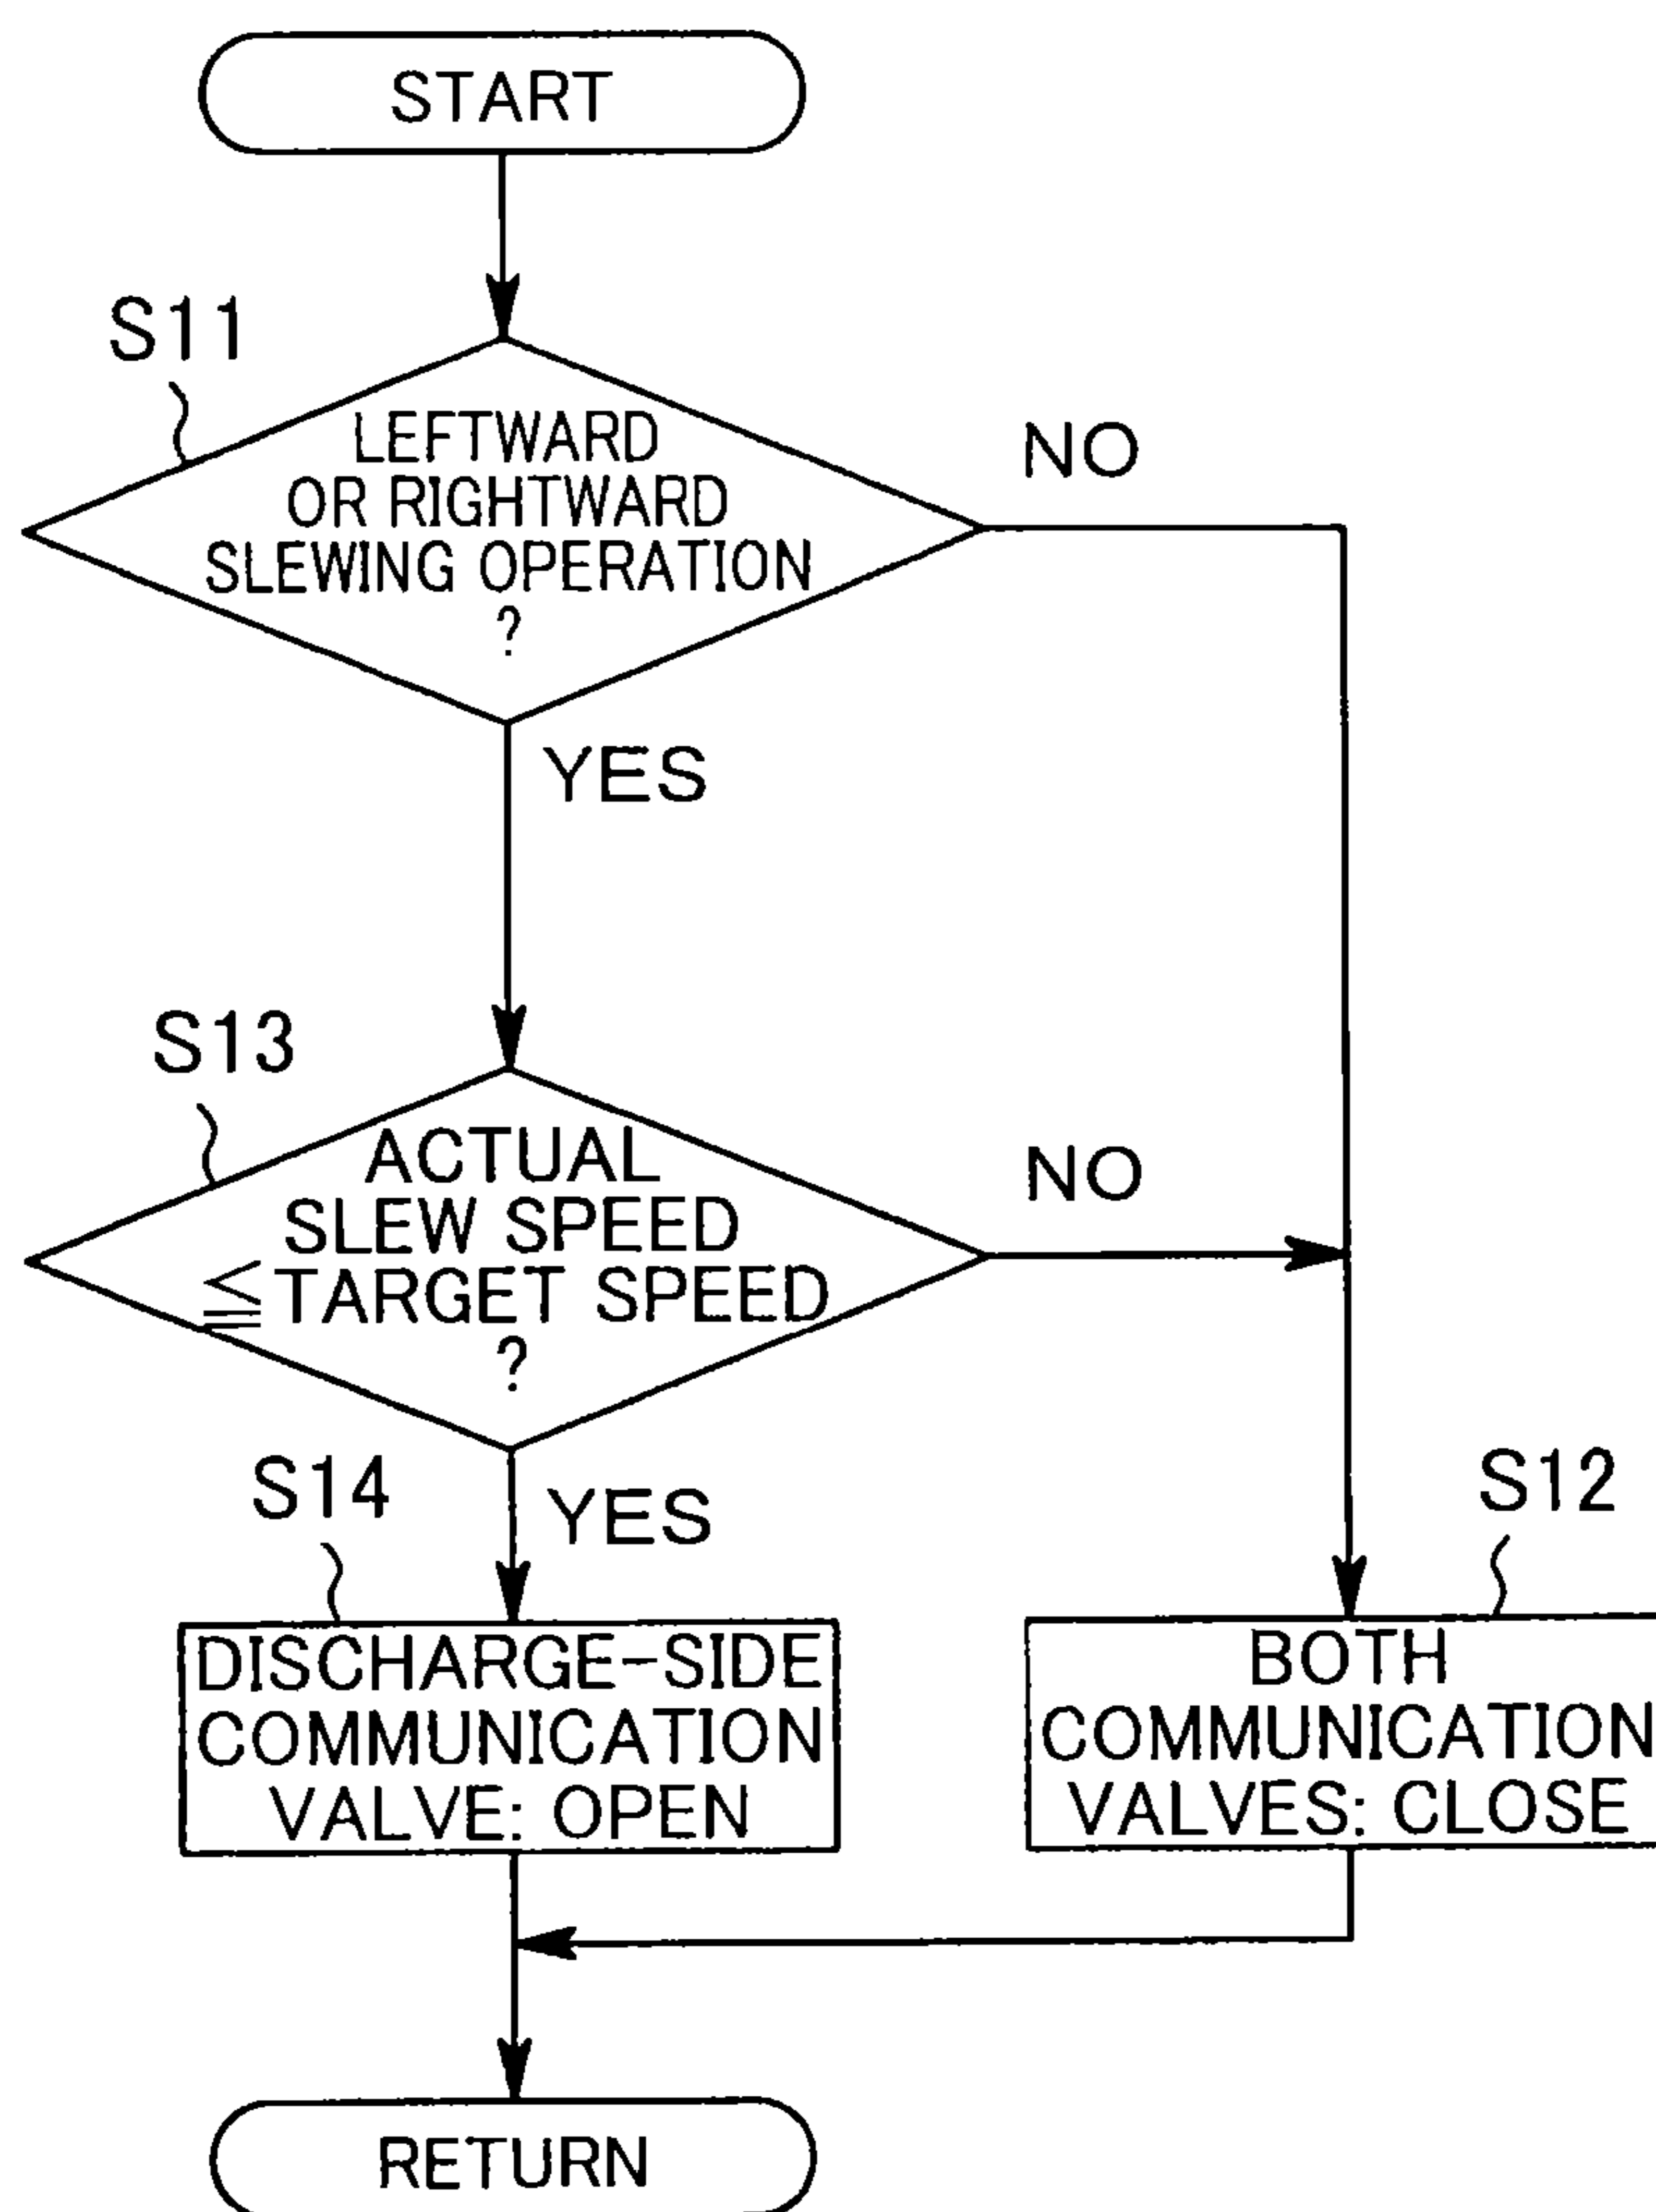 START
S11
LEFTWARD
OR RIGHTWARD
SLEWING OPERATION
?
NO
YES
S13
ACTUAL
SLEW SPEED
≦TARGET SPEED
?
NO
YES
S14
DISCHARGE-SIDE
COMMUNICATION
VALVE: OPEN
S12
BOTH
COMMUNICATION
VALVES: CLOSE
RETURN